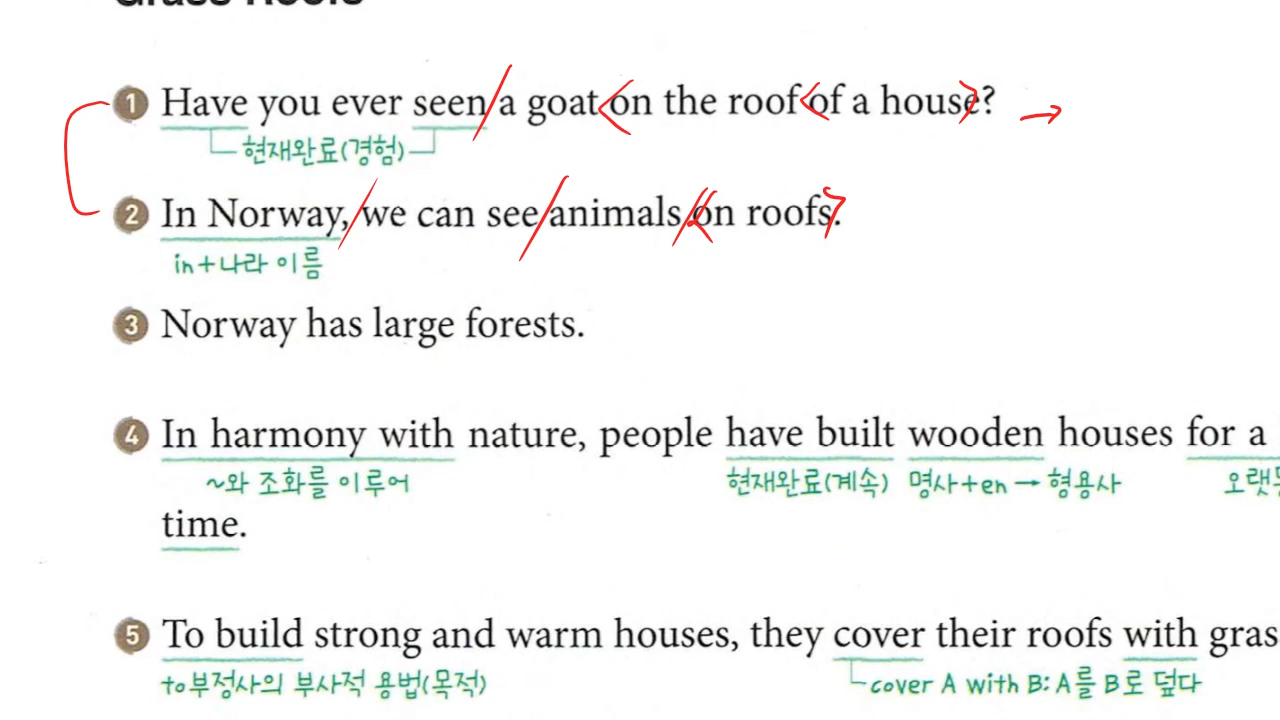 1 Have you ever seen a goat on the roof of a house?
현재완료(경험)
2 In Norway, we can see animals on roofs.
in+나라 이름
3 Norway has large forests.
4 In harmony with nature, people have built wooden houses for a
~와 조화를 이루어 현재완료(계속) 명사+en → 형용사
time.
5 To build strong and warm houses, they cover their roofs with gras
to부정사의 부사적 용법(목적) cover A with B: A를 B로 덮다